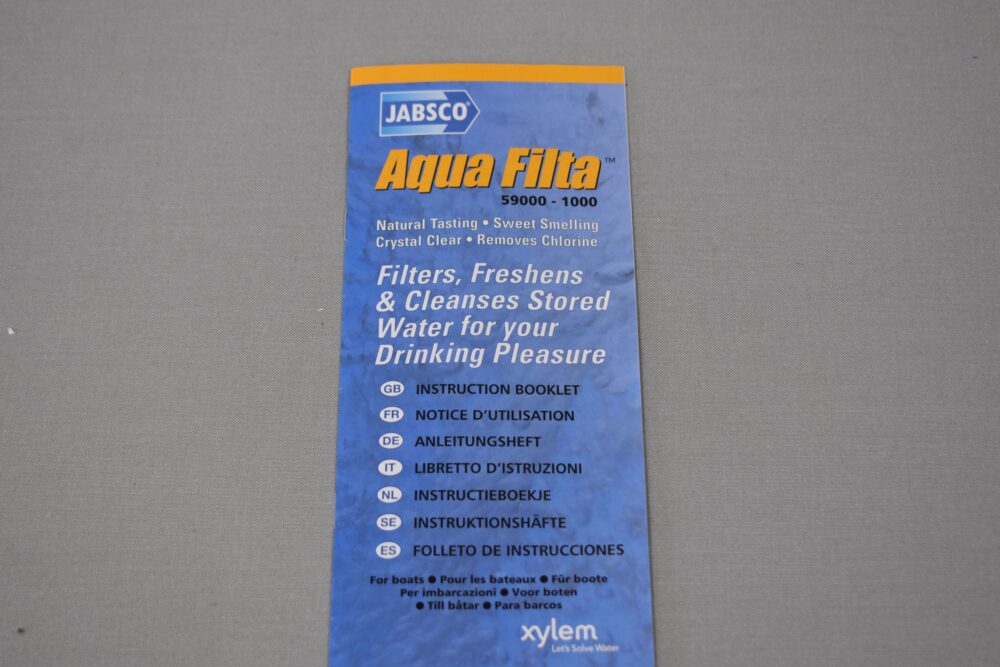 JABSCO®
Aqua Filta™
59000 - 1000
Natural Tasting • Sweet Smelling
Crystal Clear • Removes Chlorine
Filters, Freshens
& Cleanses Stored
Water for your
Drinking Pleasure
GB INSTRUCTION BOOKLET
FR NOTICE D'UTILISATION
DE ANLEITUNGSHEFT
IT LIBRETTO D'ISTRUZIONI
NL INSTRUCTIEBOEKJE
SE INSTRUKTIONSHÄFTE
ES FOLLETO DE INSTRUCCIONES
For boats ● Pour les bateaux ● Für boote
Per imbarcazioni ● Voor boten
● Till båtar ● Para barcos
xylem
Let's Solve Water